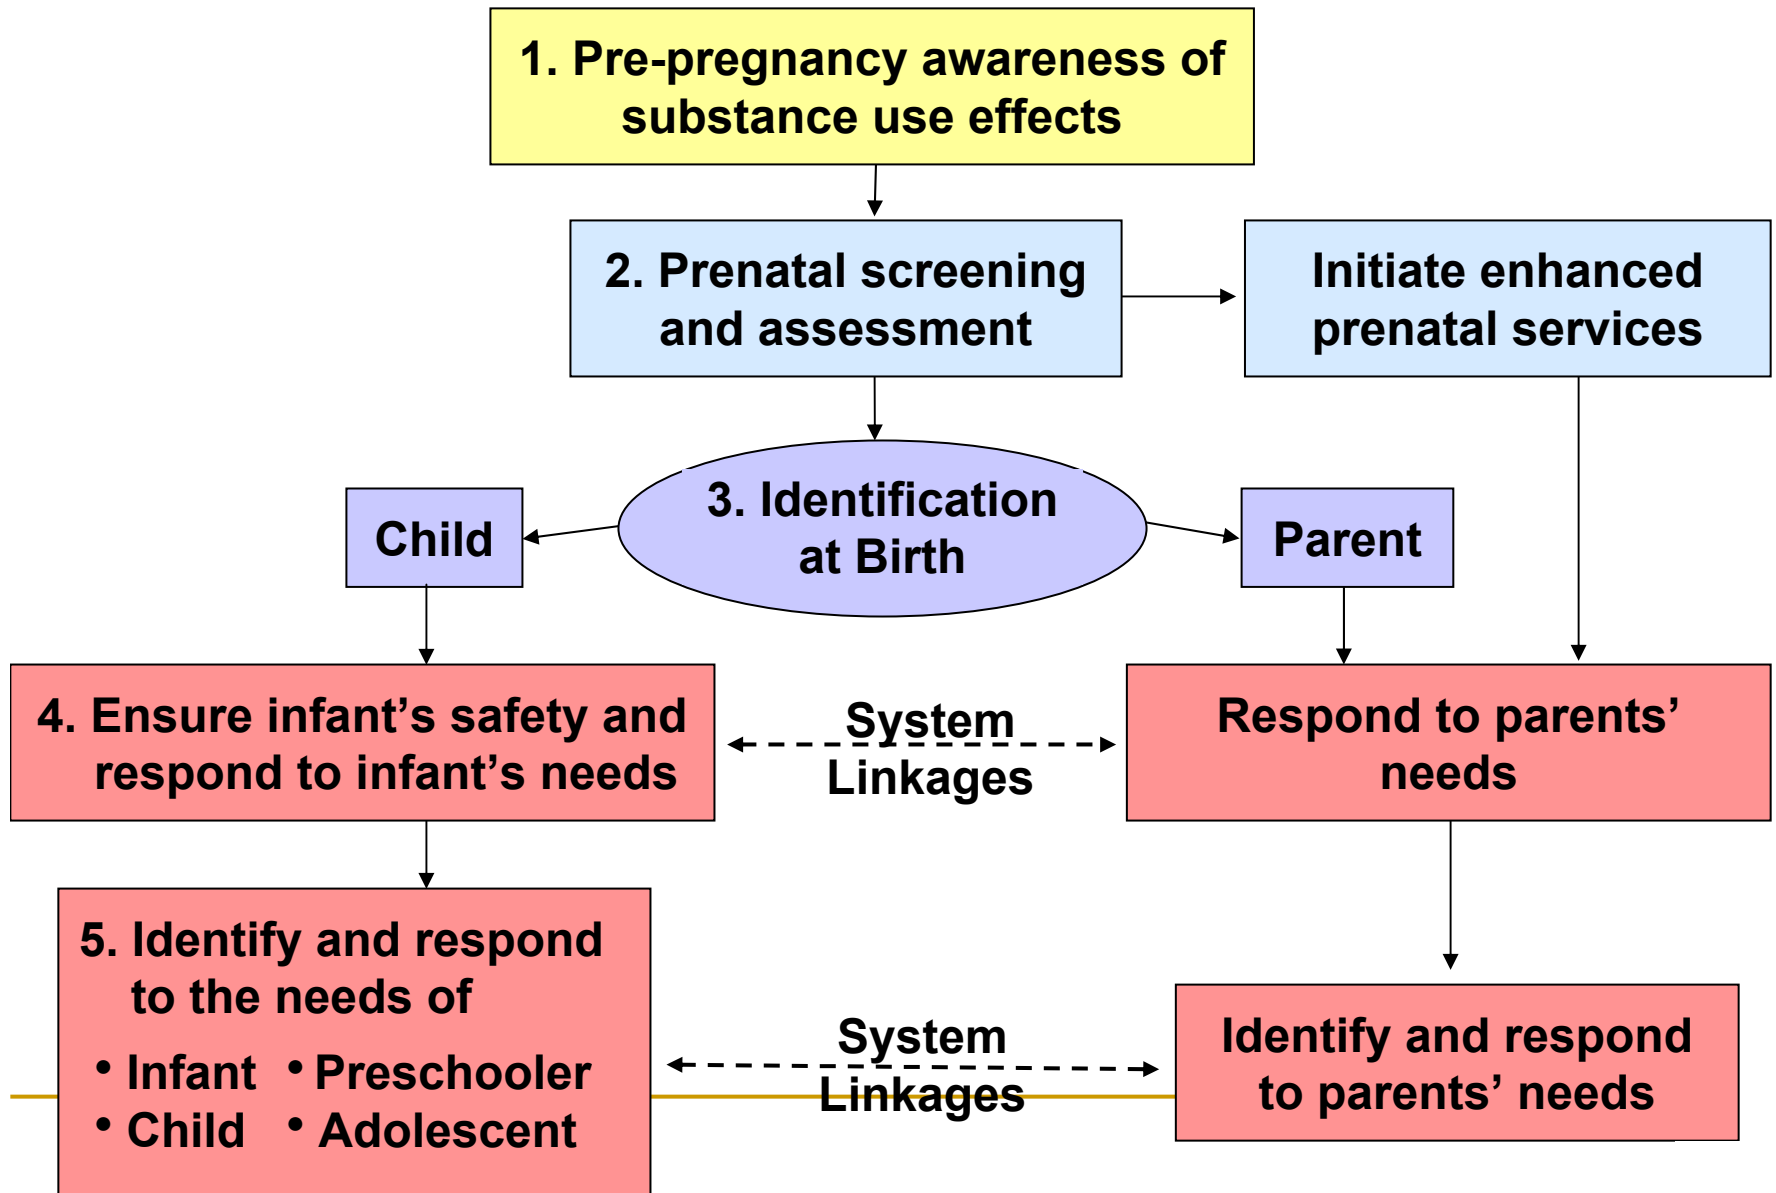 1. Pre-pregnancy awareness of
substance use effects
2. Prenatal screening
and assessment
Initiate enhanced
prenatal services
3. Identification
at Birth
Child
Parent
4. Ensure infant’s safety and
respond to infant’s needs
System
Linkages
Respond to parents’
needs
5. Identify and respond
to the needs of
• Infant • Preschooler
• Child • Adolescent
System
Linkages
Identify and respond
to parents’ needs